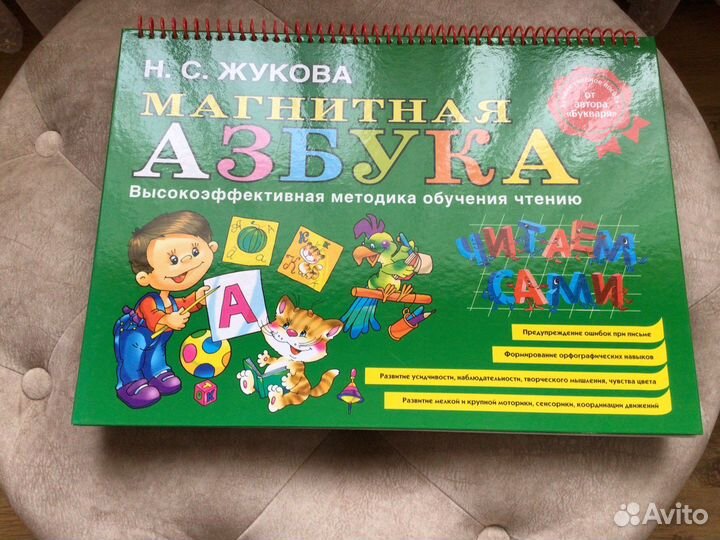 Н. С. ЖУКОВА
МАГНИТНАЯ
АЗБУКА
Высокоэффективная методика обучения чтению
от
автора
«Букваря»
ЧИТАЕМ
САМИ
А
Предупреждение ошибок при письме
Формирование орфографических навыков
Развитие усидчивости, наблюдательности, творческого мышления, чувства цвета
Развитие мелкой и крупной моторики, сенсорики, координации движений
Avito